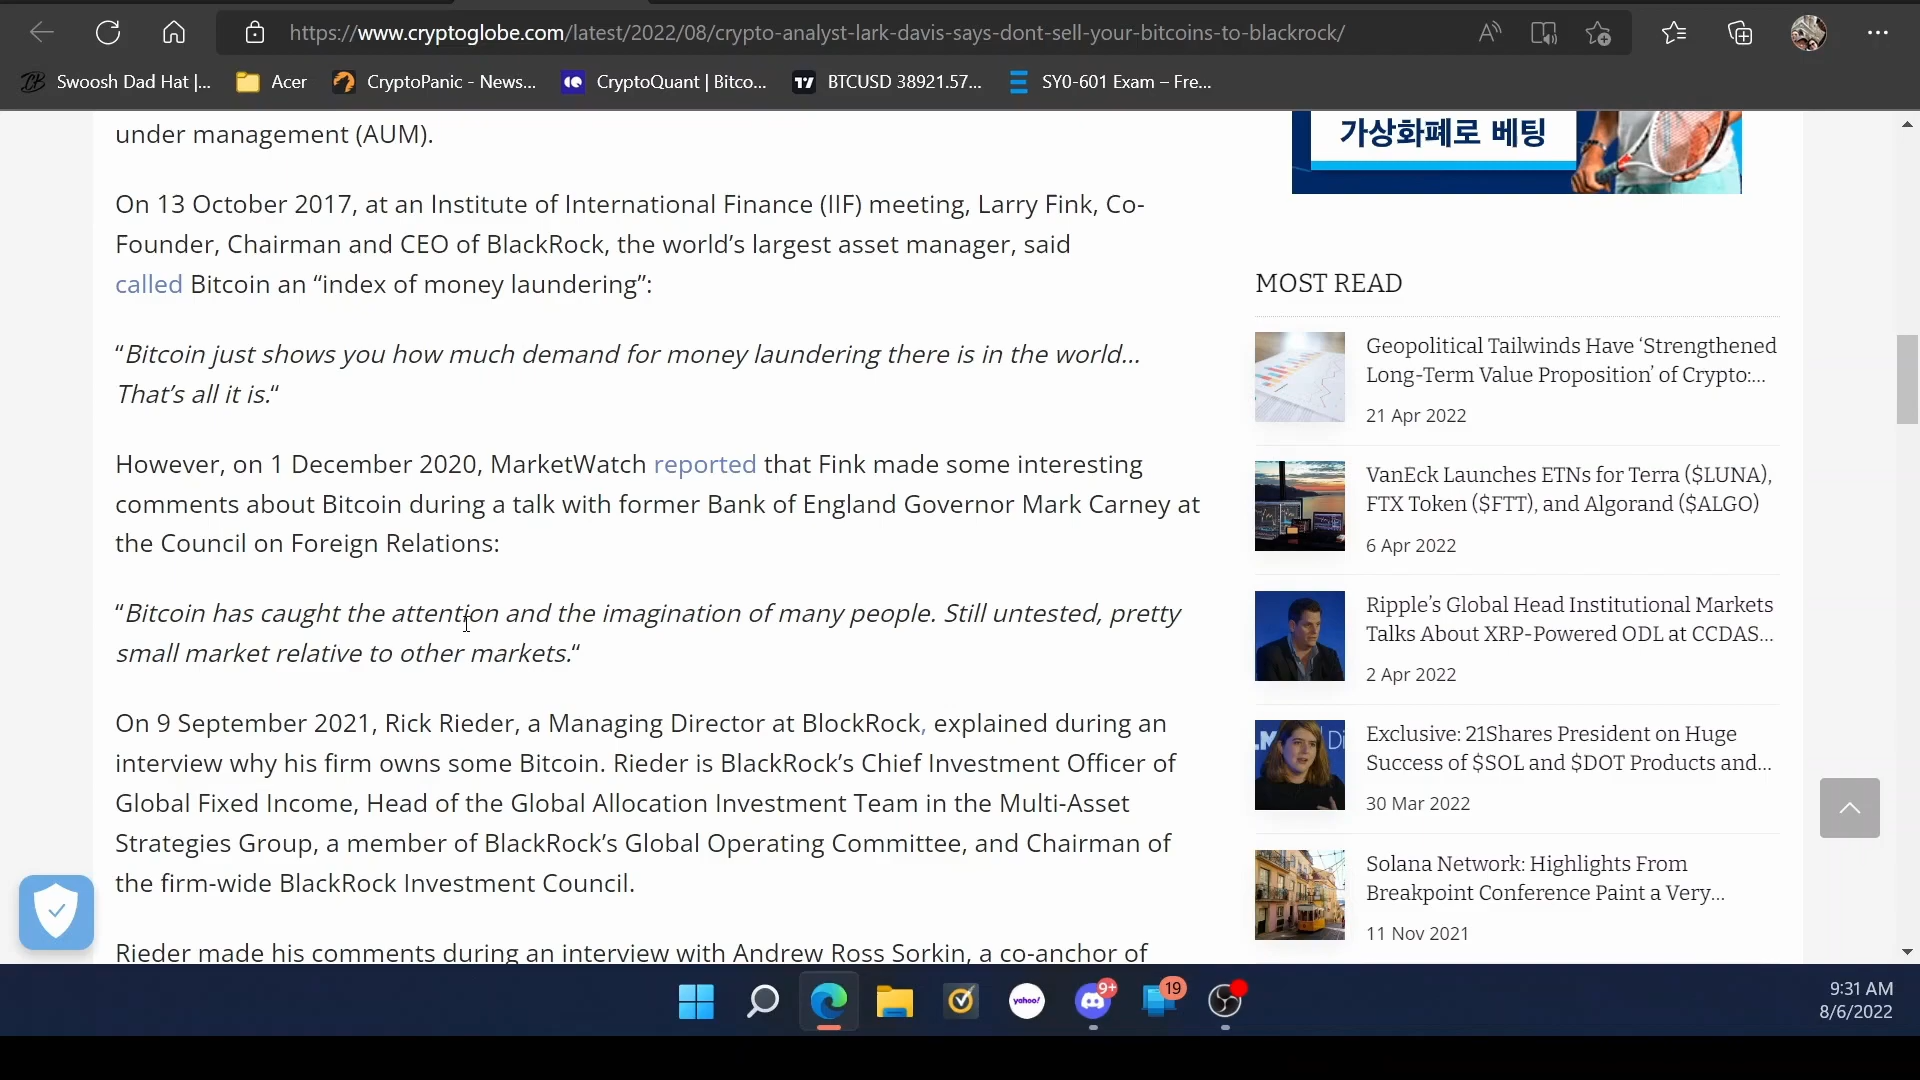 https://www.cryptoglobe.com/latest/2022/08/crypto-analyst-lark-davis-says-dont-sell-your-bitcoins-to-blackrock/
Swoosh Dad Hat |...
Acer
CryptoPanic - News...
CryptoQuant | Bitco...
BTCUSD 38921.57...
SY0-601 Exam – Fre...
under management (AUM).
On 13 October 2017, at an Institute of International Finance (IIF) meeting, Larry Fink, Co-
Founder, Chairman and CEO of BlackRock, the world’s largest asset manager, said
called Bitcoin an “index of money laundering”:
“Bitcoin just shows you how much demand for money laundering there is in the world…
That’s all it is.“
However, on 1 December 2020, MarketWatch reported that Fink made some interesting
comments about Bitcoin during a talk with former Bank of England Governor Mark Carney at
the Council on Foreign Relations:
“Bitcoin has caught the attention and the imagination of many people. Still untested, pretty
small market relative to other markets.“
On 9 September 2021, Rick Rieder, a Managing Director at BlockRock, explained during an
interview why his firm owns some Bitcoin. Rieder is BlackRock’s Chief Investment Officer of
Global Fixed Income, Head of the Global Allocation Investment Team in the Multi-Asset
Strategies Group, a member of BlackRock’s Global Operating Committee, and Chairman of
the firm-wide BlackRock Investment Council.
Rieder made his comments during an interview with Andrew Ross Sorkin, a co-anchor of
가상화폐로 베팅
MOST READ
Geopolitical Tailwinds Have ‘Strengthened
Long-Term Value Proposition’ of Crypto:...
21 Apr 2022
VanEck Launches ETNs for Terra ($LUNA),
FTX Token ($FTT), and Algorand ($ALGO)
6 Apr 2022
Ripple’s Global Head Institutional Markets
Talks About XRP-Powered ODL at CCDAS...
2 Apr 2022
Exclusive: 21Shares President on Huge
Success of $SOL and $DOT Products and...
30 Mar 2022
Solana Network: Highlights From
Breakpoint Conference Paint a Very...
11 Nov 2021
yahoo!
9+
19
9:31 AM
8/6/2022